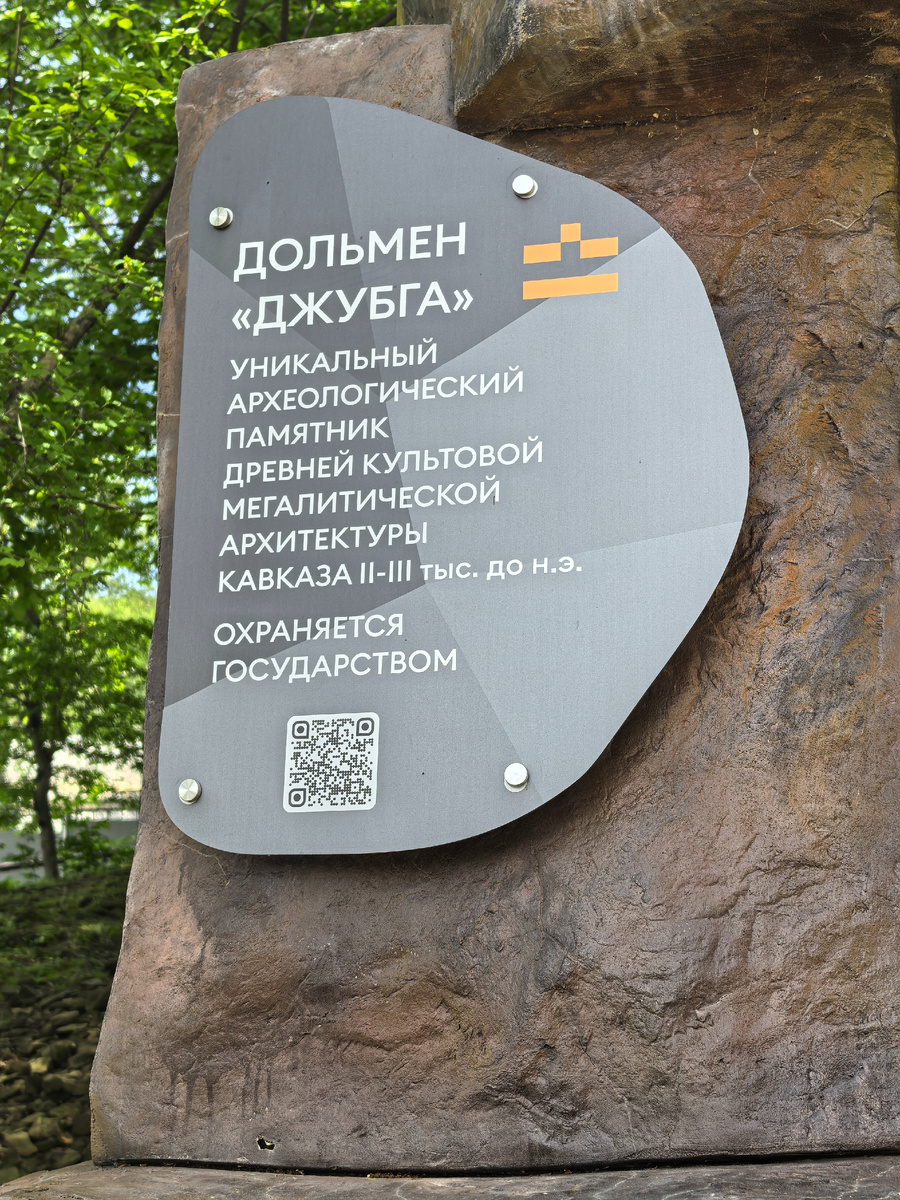 ДОЛЬМЕН
«ДЖУБГА»
УНИКАЛЬНЫЙ
АРХЕОЛОГИЧЕСКИЙ
ПАМЯТНИК
ДРЕВНЕЙ КУЛЬТОВОЙ
МЕГАЛИТИЧЕСКОЙ
АРХИТЕКТУРЫ
КАВКАЗА II-III тыс. до н.э.
ОХРАНЯЕТСЯ
ГОСУДАРСТВОМ